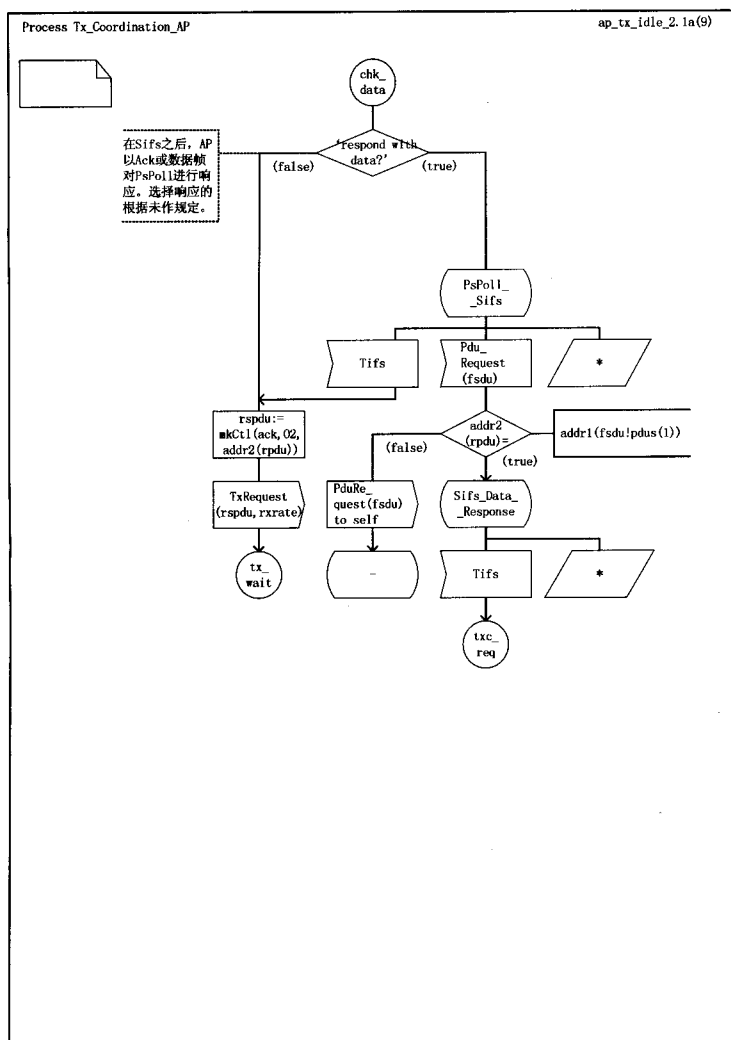 Process Tx_Coordination_AP
ap_tx_idle_2.1a(9)
chk_
data
在Sifs之后，AP
以Ack或数据帧
对PsPoll进行响
应。选择响应的
根据未作规定。
'respond with
data?'
(false)
(true)
PsPoll_
_Sifs
Tifs
Pdu_
Request
(fsdu)
*
rspdu:=
mkCtl(ack,02,
addr2(rpdu))
addr2
(rpdu)=
addr1(fsdu!pdus(1))
(false)
(true)
TxRequest
(rspdu,rxrate)
PduRe_
quest(fsdu)
to self
Sifs_Data_
_Response
tx_
wait
-
Tifs
*
txc_
req